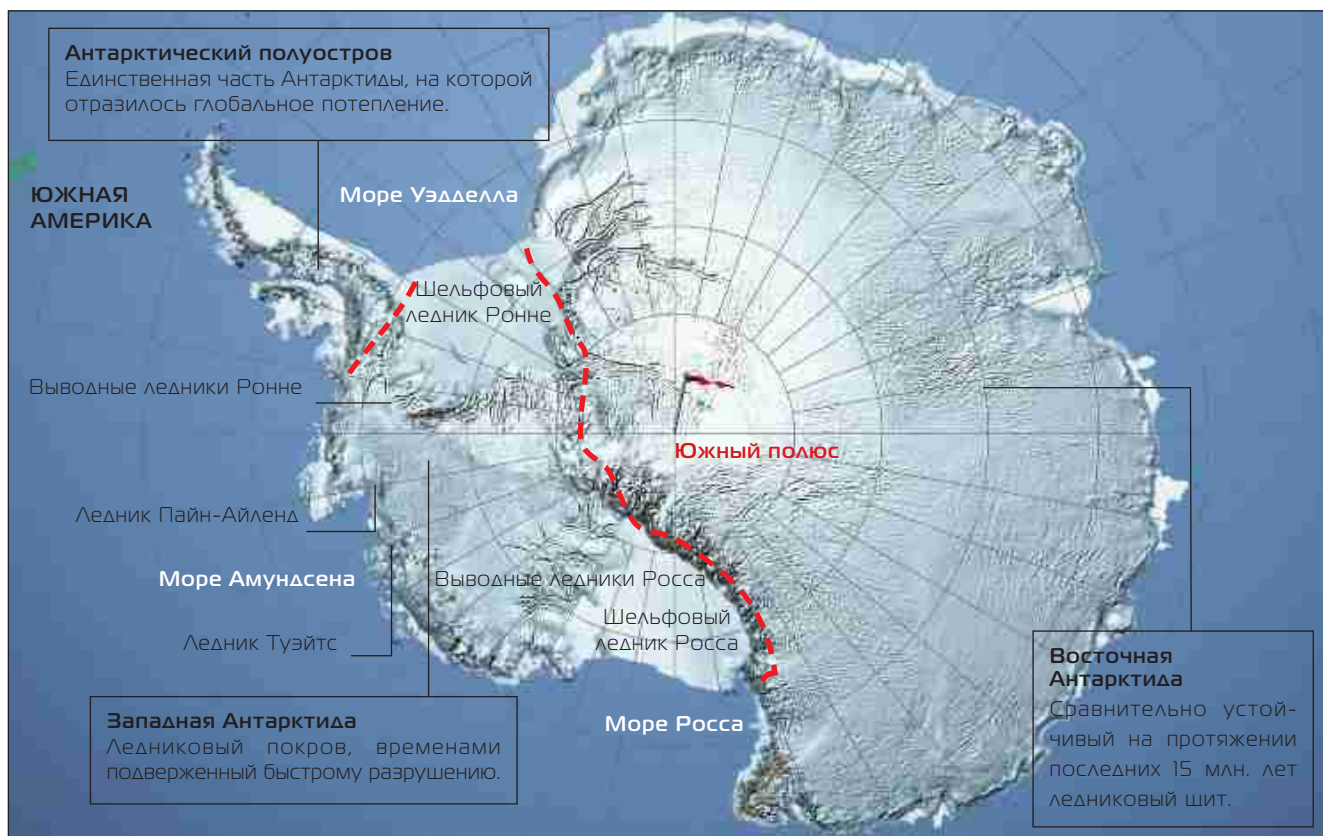 Антарктический полуостров
Единственная часть Антарктиды, на которой
отразилось глобальное потепление.
ЮЖНАЯ
АМЕРИКА
Море Уэдделла
Шельфовый
ледник Ронне
Выводные ледники Ронне
Южный полюс
Ледник Пайн-Айленд
Море Амундсена
Выводные ледники Росса
Шельфовый
ледник Росса
Ледник Туэйтс
Восточная
Антарктида
Сравнительно устой-
чивый на протяжении
последних 15 млн. лет
ледниковый щит.
Западная Антарктида
Ледниковый покров, временами
подверженный быстрому разрушению.
Море Росса